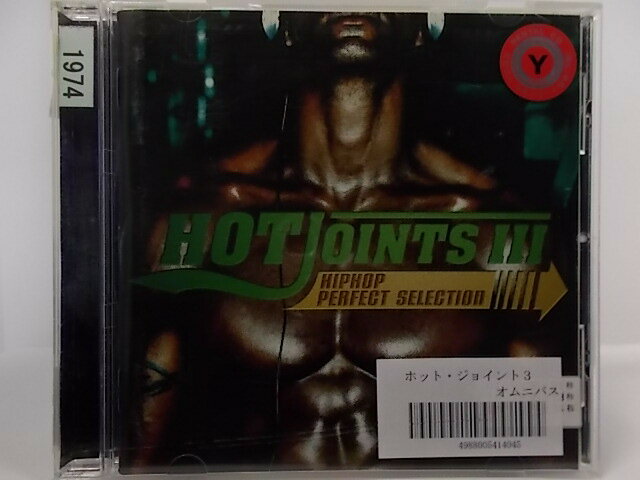 1974
Y
HOT JOINTS III
HIPHOP
PERFECT SELECTION
ホット・ジョイント3
オムニバス
4988005414045